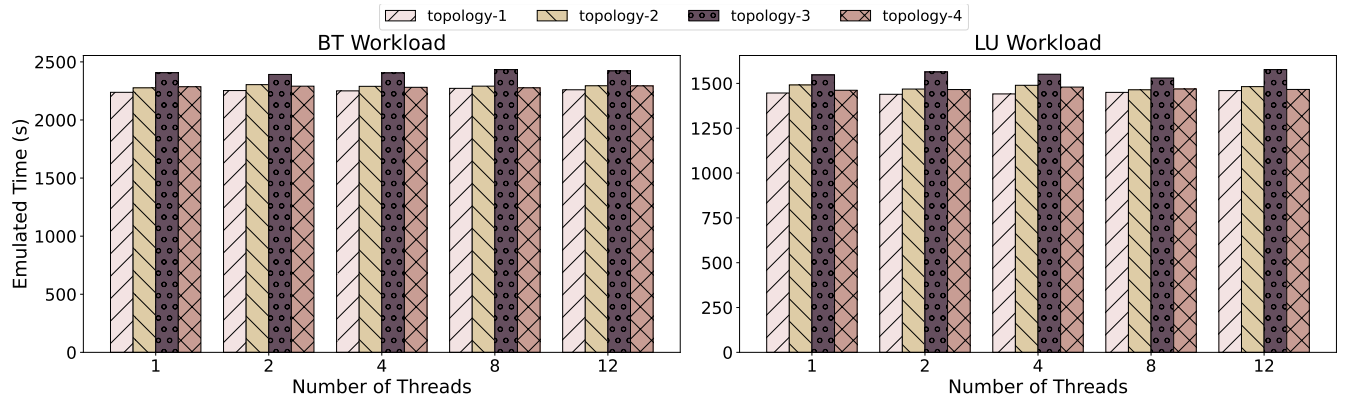 topology-1 topology-2 topology-3 topology-4
BT Workload
Emulated Time (s)
2500
2000
1500
1000
500
0
1 2 4 8 12
Number of Threads
LU Workload
1500
1250
1000
750
500
250
0
1 2 4 8 12
Number of Threads